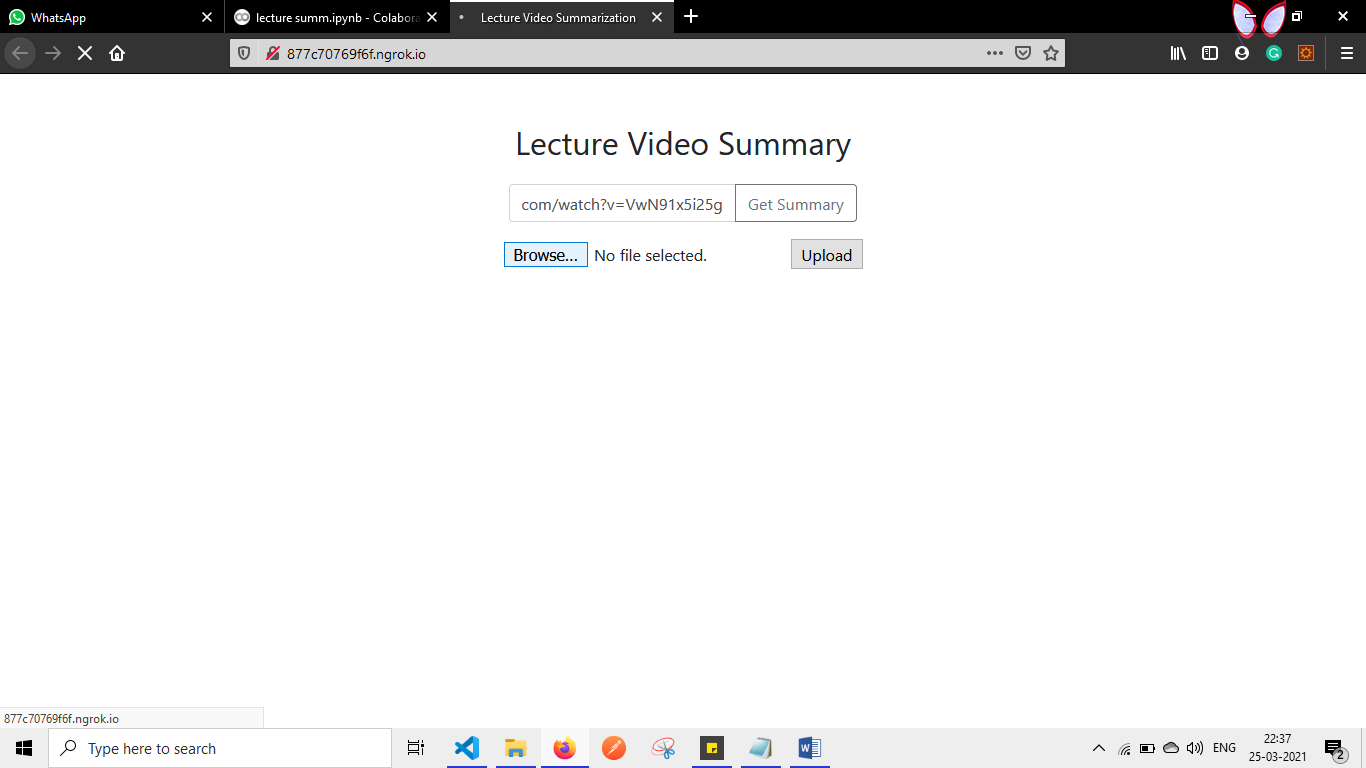 WhatsApp
lecture summ.ipynb - Colabora
Lecture Video Summarization
877c70769f6f.ngrok.io
Lecture Video Summary
com/watch?v=VwN91x5i25g
Get Summary
Browse...
No file selected.
Upload
877c70769f6f.ngrok.io
Type here to search
ENG
22:37
25-03-2021
2